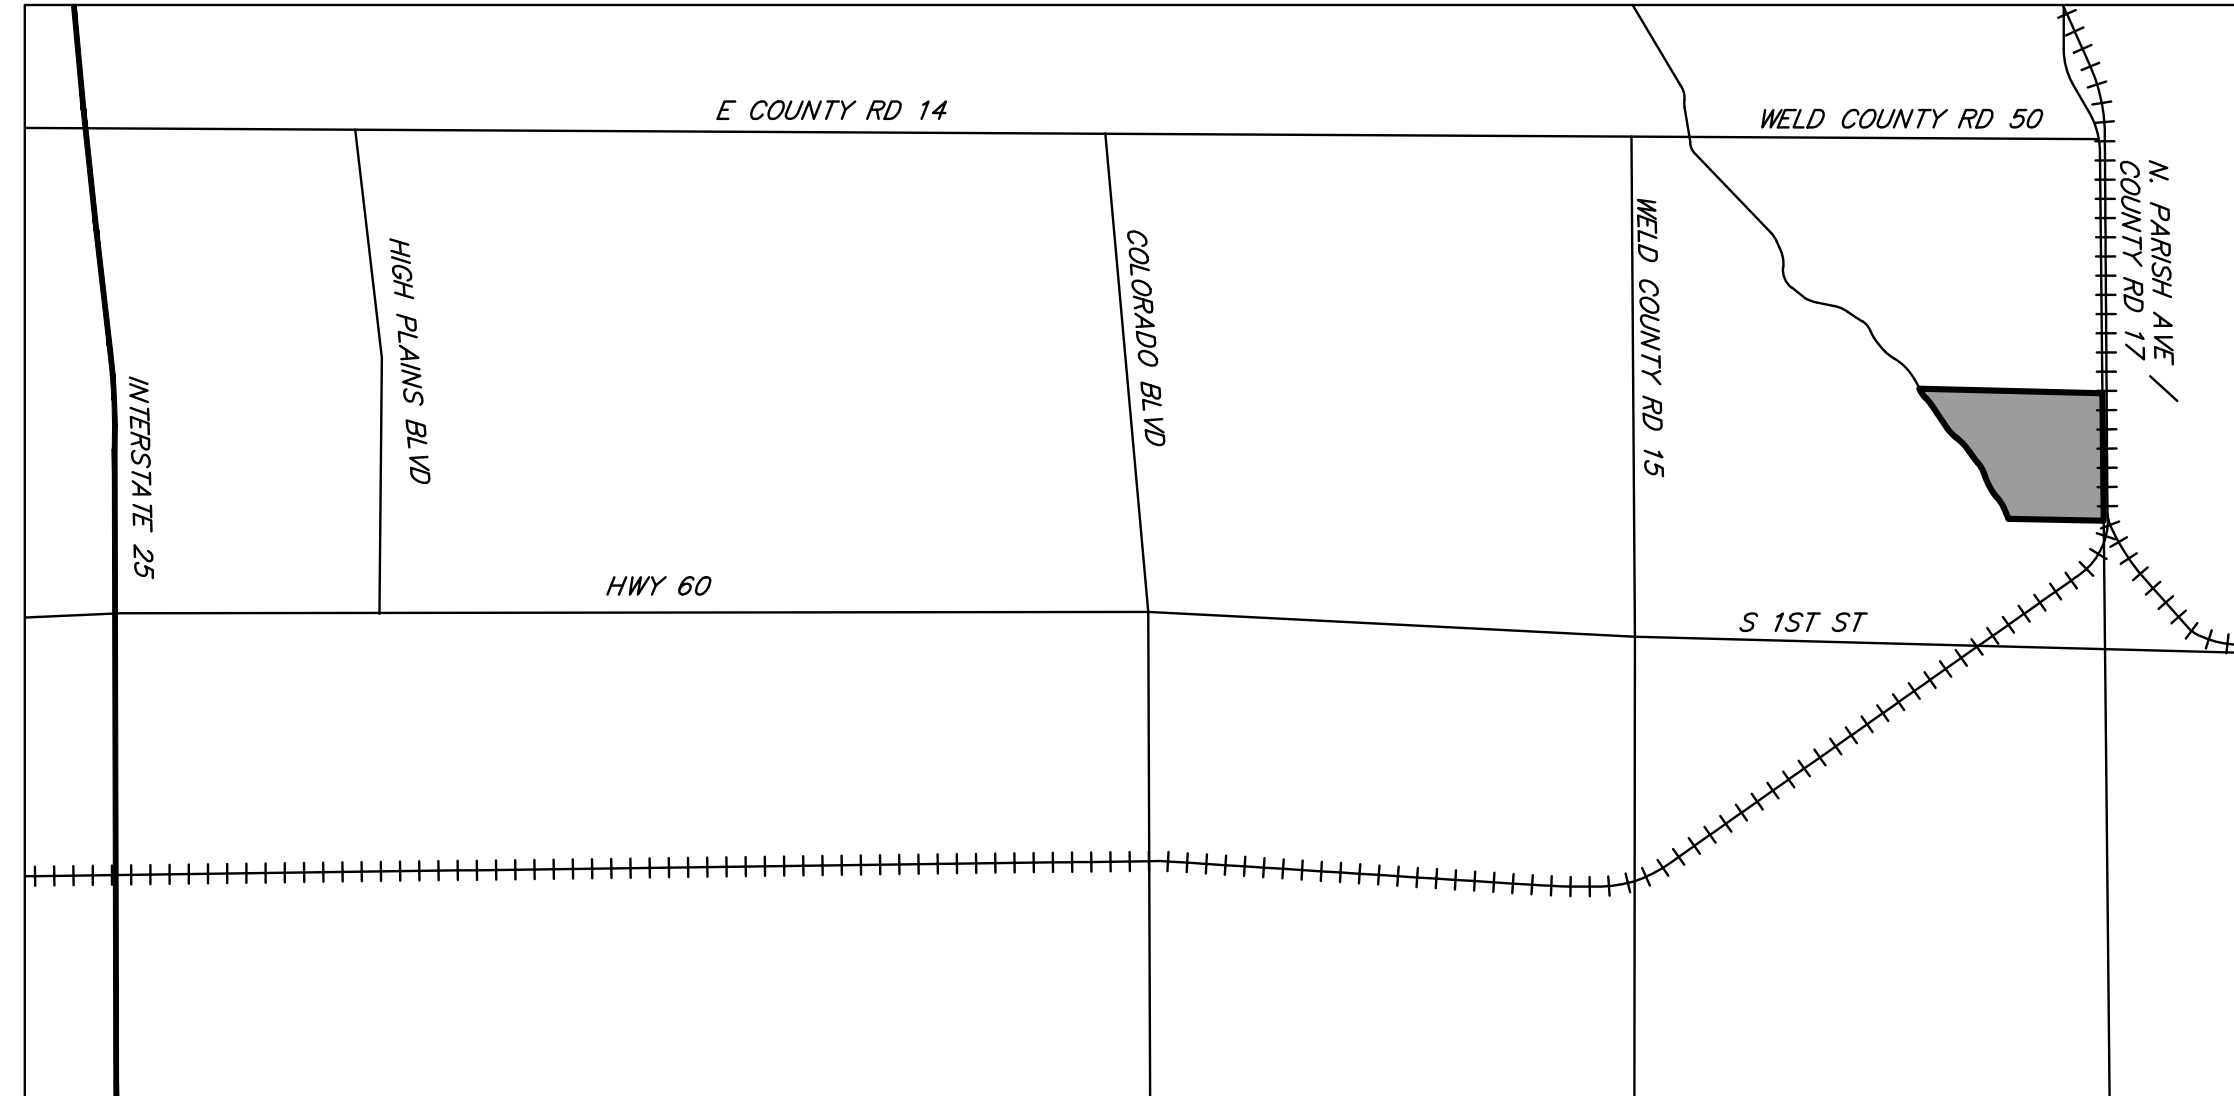 E COUNTY RD 14
WELD COUNTY RD 50
N. PARISH AVE /
COUNTY RD 17
WELD COUNTY RD 15
COLORADO BLVD
HIGH PLAINS BLVD
INTERSTATE 25
HWY 60
S 1ST ST